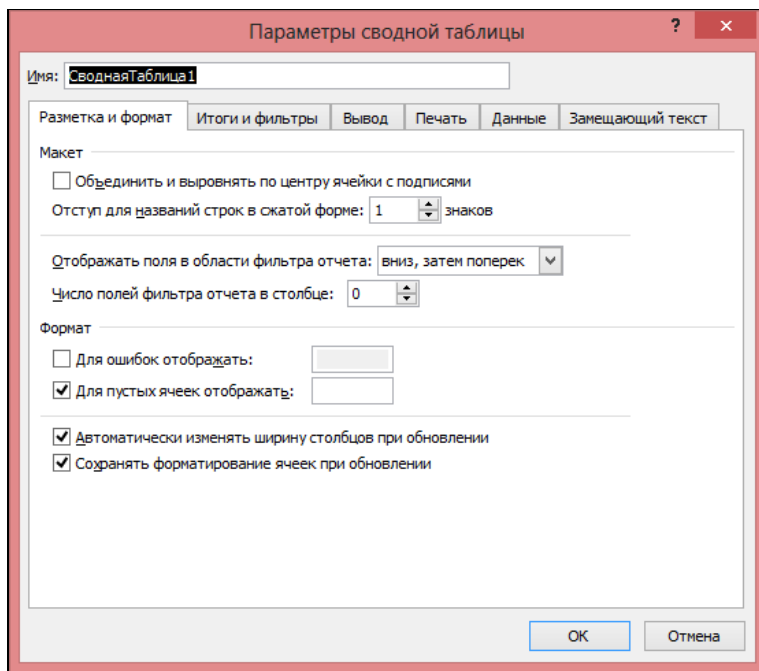 Параметры сводной таблицы ? ×
Имя: СводнаяТаблица1
Разметка и формат Итоги и фильтры Вывод Печать Данные Замещающий текст
Макет
Объединить и выровнять по центру ячейки с подписями
Отступ для названий строк в сжатой форме: 1 знаков
Отображать поля в области фильтра отчета: вниз, затем поперек
Число полей фильтра отчета в столбце: 0
Формат
Для ошибок отображать:
Для пустых ячеек отображать:
Автоматически изменять ширину столбцов при обновлении
Сохранять форматирование ячеек при обновлении
ОК Отмена